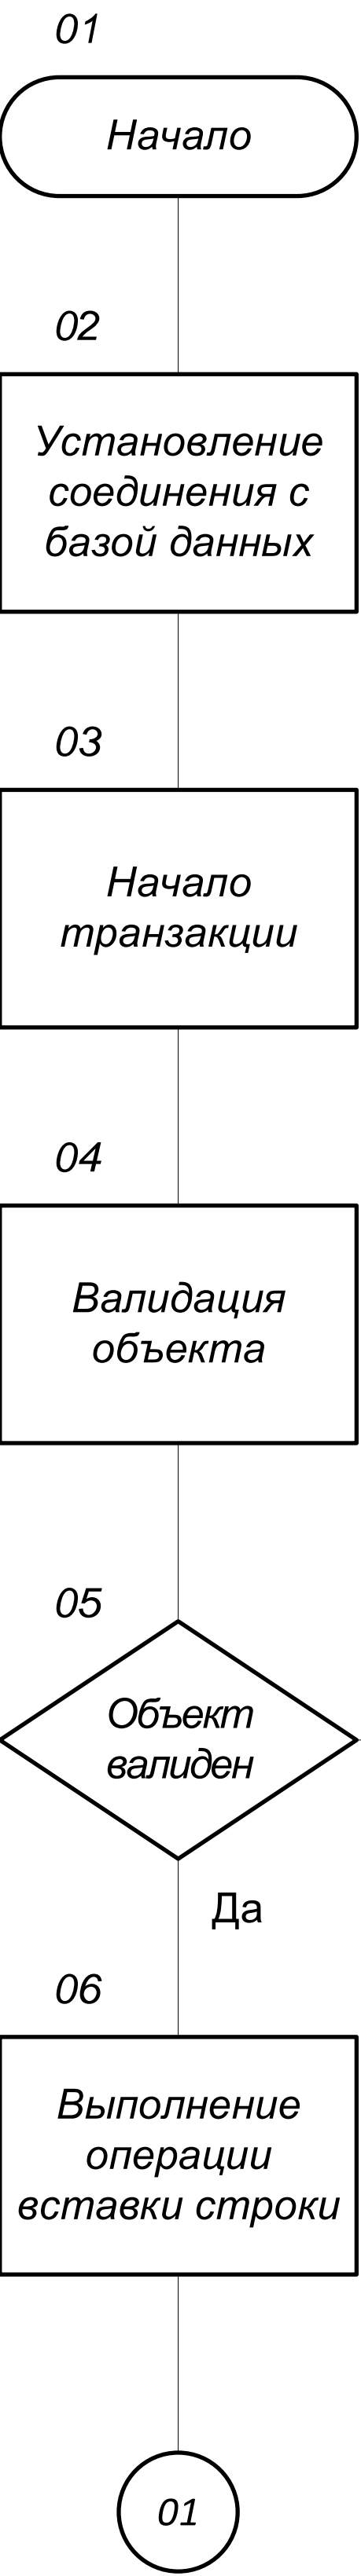 01
Начало
02
Установление
соединения с
базой данных
03
Начало
транзакции
04
Валидация
объекта
05
Объект
валиден
Да
06
Выполнение
операции
вставки строки
01